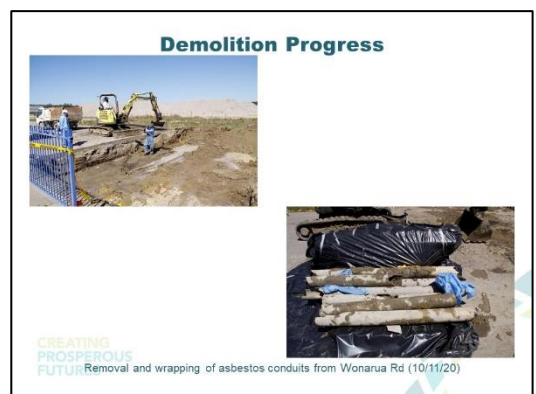 Demolition Progress
CREATING
PROSPEROUS
FUTURES
Removal and wrapping of asbestos conduits from Wonarua Rd (10/11/20)